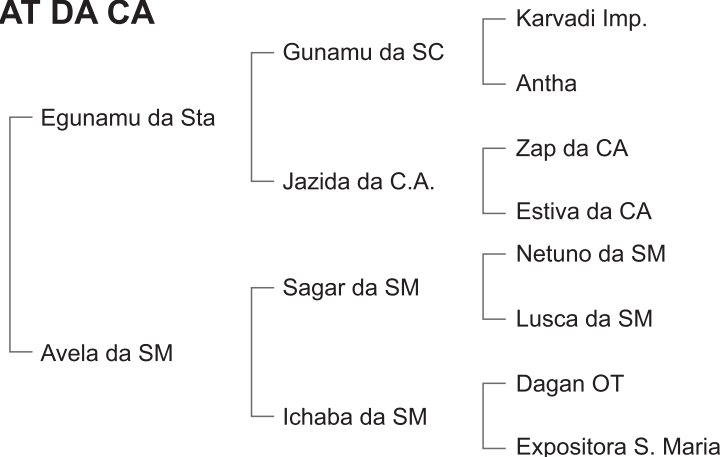 AT DA CA
Karvadi Imp.
Gunamu da SC
Antha
Egunamu da Sta
Zap da CA
Jazida da C.A.
Estiva da CA
Netuno da SM
Sagar da SM
Lusca da SM
Avela da SM
Dagan OT
Ichaba da SM
Expositora S. Maria